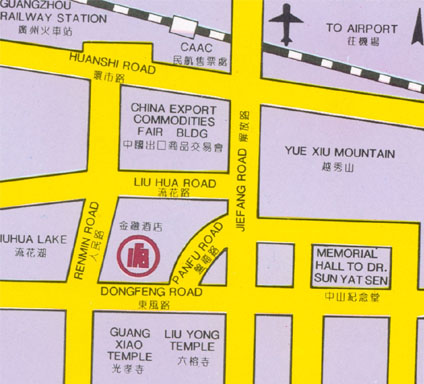 GUANGZHOU
RAILWAY STATION
廣州火車站
TO AIRPORT
往機場
CAAC
民航售票處
HUANSHI ROAD
環市路
CHINA EXPORT
COMMODITIES
FAIR BLDG
中國出口商品交易會
JIEFANG ROAD 解放路
YUE XIU MOUNTAIN
越秀山
LIU HUA ROAD
流花路
RENMIN ROAD
人民路
金融酒店
PANFU ROAD
盤福路
IUHUA LAKE
流花湖
MEMORIAL
HALL TO DR.
SUN YAT SEN
中山紀念堂
DONGFENG ROAD
東風路
GUANG
XIAO
TEMPLE
光孝寺
LIU YONG
TEMPLE
六榕寺